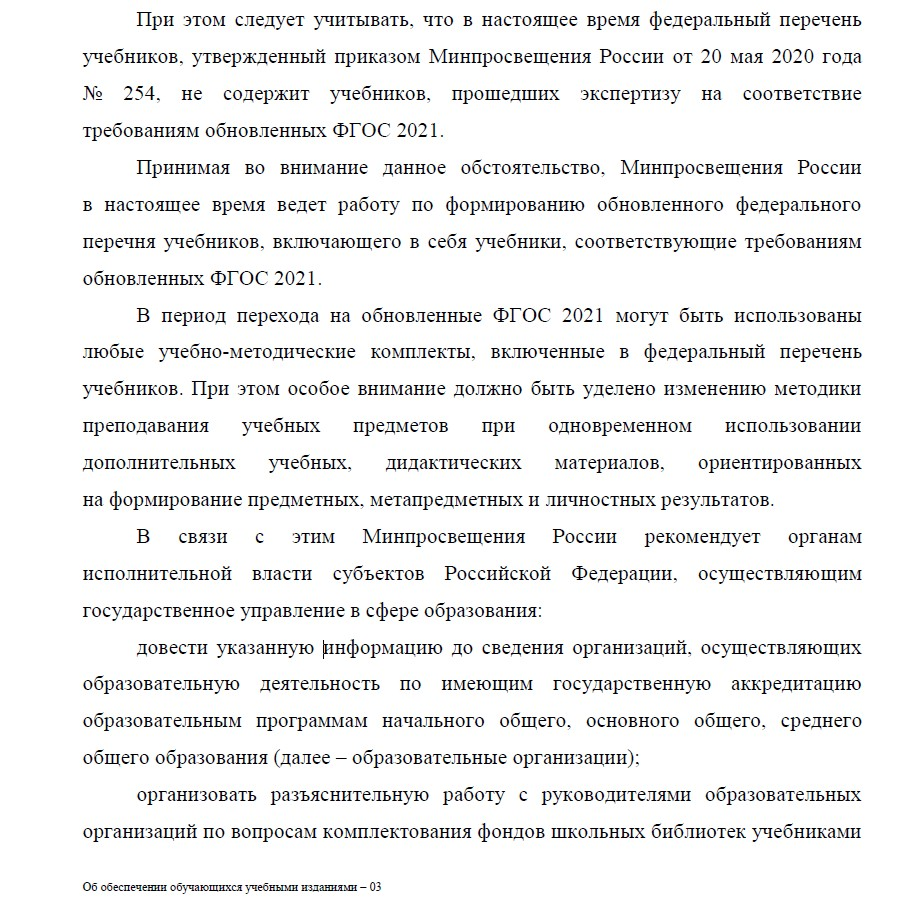 При этом следует учитывать, что в настоящее время федеральный перечень
учебников, утвержденный приказом Минпросвещения России от 20 мая 2020 года
№ 254, не содержит учебников, прошедших экспертизу на соответствие
требованиям обновленных ФГОС 2021.
Принимая во внимание данное обстоятельство, Минпросвещения России
в настоящее время ведет работу по формированию обновленного федерального
перечня учебников, включающего в себя учебники, соответствующие требованиям
обновленных ФГОС 2021.
В период перехода на обновленные ФГОС 2021 могут быть использованы
любые учебно-методические комплекты, включенные в федеральный перечень
учебников. При этом особое внимание должно быть уделено изменению методики
преподавания учебных предметов при одновременном использовании
дополнительных учебных, дидактических материалов, ориентированных
на формирование предметных, метапредметных и личностных результатов.
В связи с этим Минпросвещения России рекомендует органам
исполнительной власти субъектов Российской Федерации, осуществляющим
государственное управление в сфере образования:
довести указанную информацию до сведения организаций, осуществляющих
образовательную деятельность по имеющим государственную аккредитацию
образовательным программам начального общего, основного общего, среднего
общего образования (далее – образовательные организации);
организовать разъяснительную работу с руководителями образовательных
организаций по вопросам комплектования фондов школьных библиотек учебниками
Об обеспечении обучающихся учебными изданиями – 03